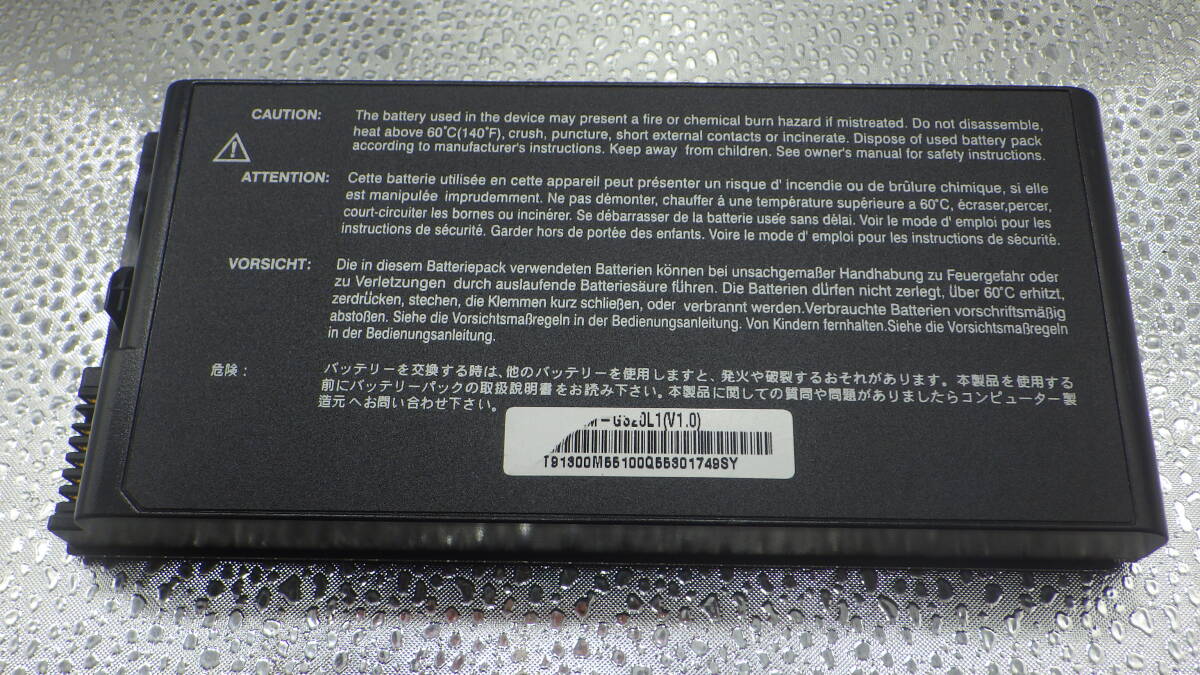 CAUTION: The battery used in the device may present a fire or chemical burn hazard if mistreated. Do not disassemble,
heat above 60°C(140°F), crush, puncture, short external contacts or incinerate. Dispose of used battery pack
according to manufacturer's instructions. Keep away from children. See owner's manual for safety instructions.
ATTENTION: Cette batterie utilisée en cette appareil peut présenter un risque d' incendie ou de brûlure chimique, si elle
est manipulée imprudemment. Ne pas démonter, chauffer à une température supérieure a 60°C, écraser,percer,
court-circuiter les bornes ou incinérer. Se débarrasser de la batterie usée sans délai. Voir le mode d' emploi pour les
instructions de sécurité. Garder hors de portée des enfants. Voire le mode d' emploi pour les instructions de sécurité.
VORSICHT: Die in diesem Batteriepack verwendeten Batterien können bei unsachgemaßer Handhabung zu Feuergefahr oder
zu Verletzungen durch auslaufende Batteriesäure führen. Die Batterien dürfen nicht zerlegt, Über 60°C erhitzt,
zerdrücken, stechen, die Klemmen kurz schließen, oder verbrannt werden.Verbrauchte Batterien vorschriftsmäßig
abstoßen. Siehe die Vorsichtsmaßregeln in der Bedienungsanleitung. Von Kindern fernhalten.Siehe die Vorsichtsmaßregeln
in der Bedienungsanleitung.
危険: バッテリーを交換する時は、他のバッテリーを使用しますと、発火や破裂するおそれがあります。本製品を使用する
前にバッテリーパックの取扱説明書をお読み下さい。本製品に関しての質問や問題がありましたらコンピューター製
造元へお問い合わせ下さい。
M-G320L1(V1.0)
T91300M55100Q55301749SY